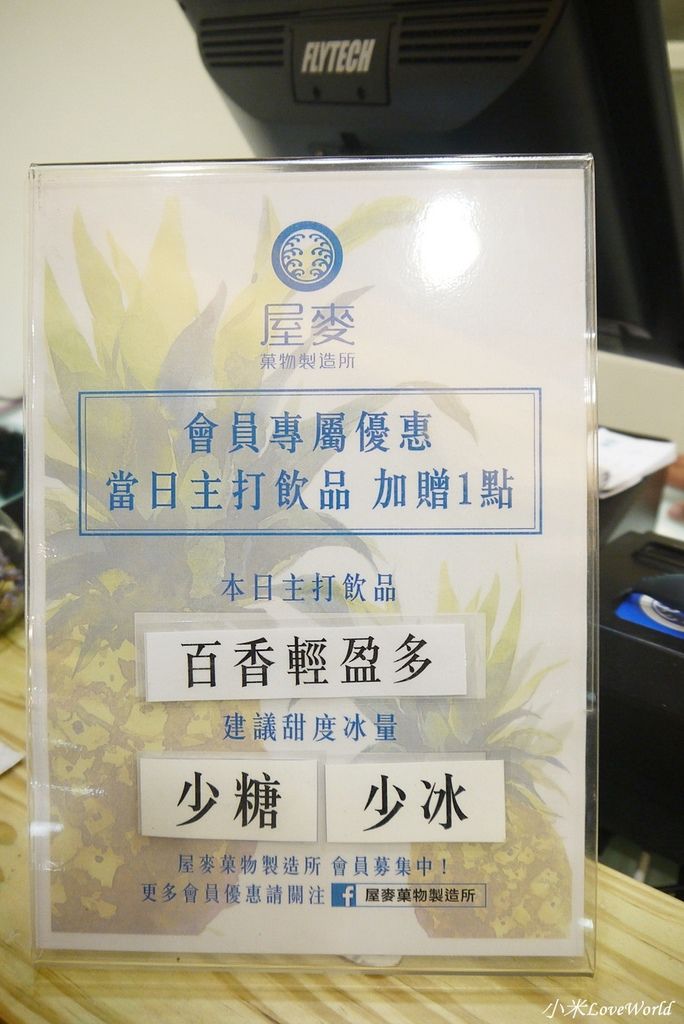 FLYTECH
屋麥
菓物製造所
會員專屬優惠
當日主打飲品 加贈1點
本日主打飲品
百香輕盈多
建議甜度冰量
少糖 少冰
屋麥菓物製造所 會員募集中！
更多會員優惠請關注 f 屋麥菓物製造所
小米LoveWorld